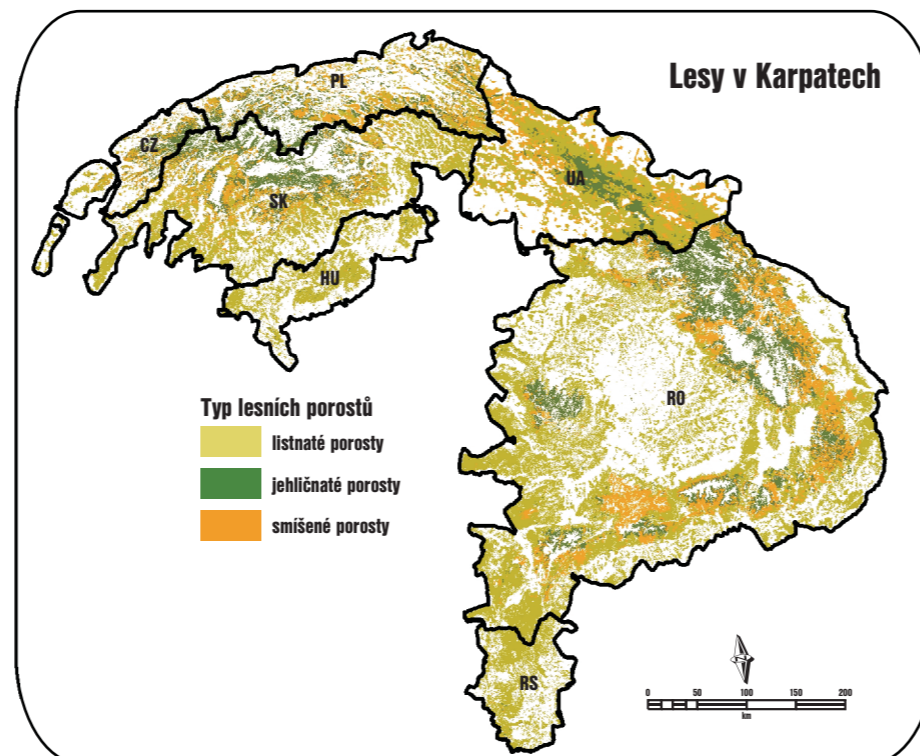 Lesy v Karpatech
PL
CZ
SK
UA
HU
RO
RS
Typ lesních porostů
listnaté porosty
jehličnaté porosty
smíšené porosty
0 50 100 150 200
km